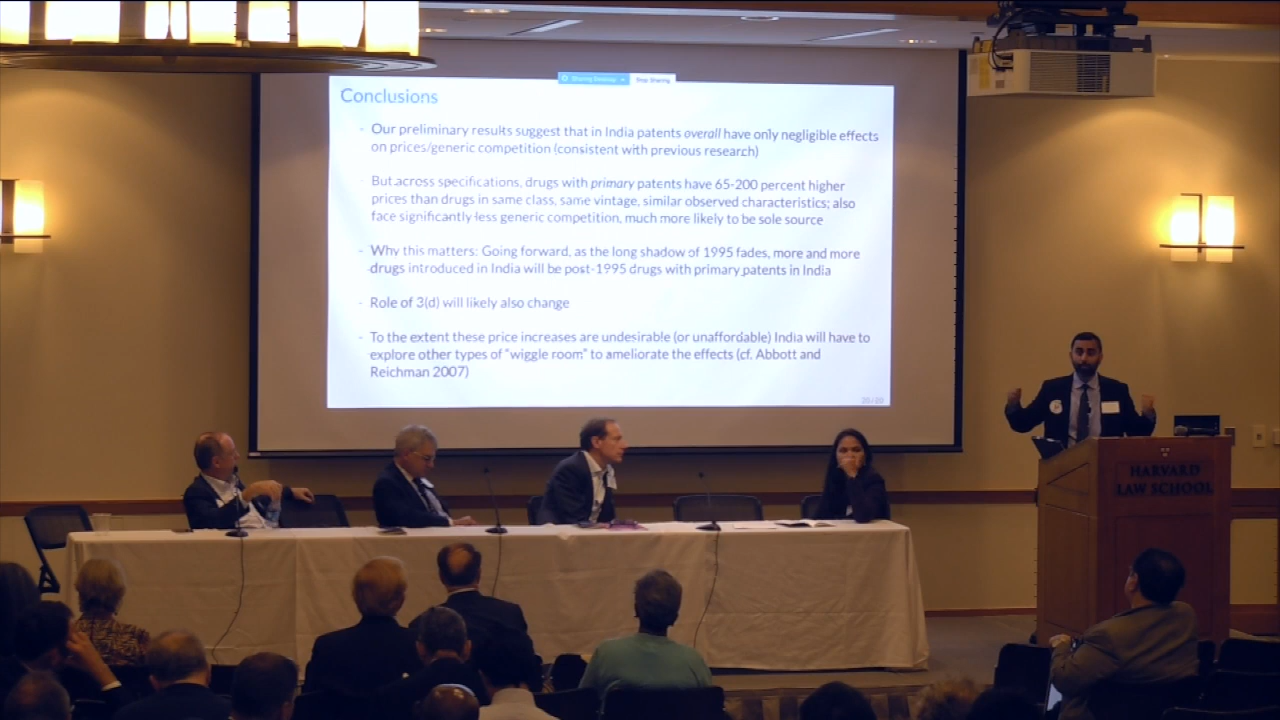 Sharing Desktop
Stop Sharing
Conclusions
- Our preliminary results suggest that in India patents overall have only negligible effects
on prices/generic competition (consistent with previous research)
- But across specifications, drugs with primary patents have 65-200 percent higher
prices than drugs in same class, same vintage, similar observed characteristics; also
face significantly less generic competition, much more likely to be sole source
- Why this matters: Going forward, as the long shadow of 1995 fades, more and more
drugs introduced in India will be post-1995 drugs with primary patents in India
- Role of 3(d) will likely also change
- To the extent these price increases are undesirable (or unaffordable) India will have to
explore other types of "wiggle room" to ameliorate the effects (cf. Abbott and
Reichman 2007)
20/20
HARVARD
LAW SCHOOL